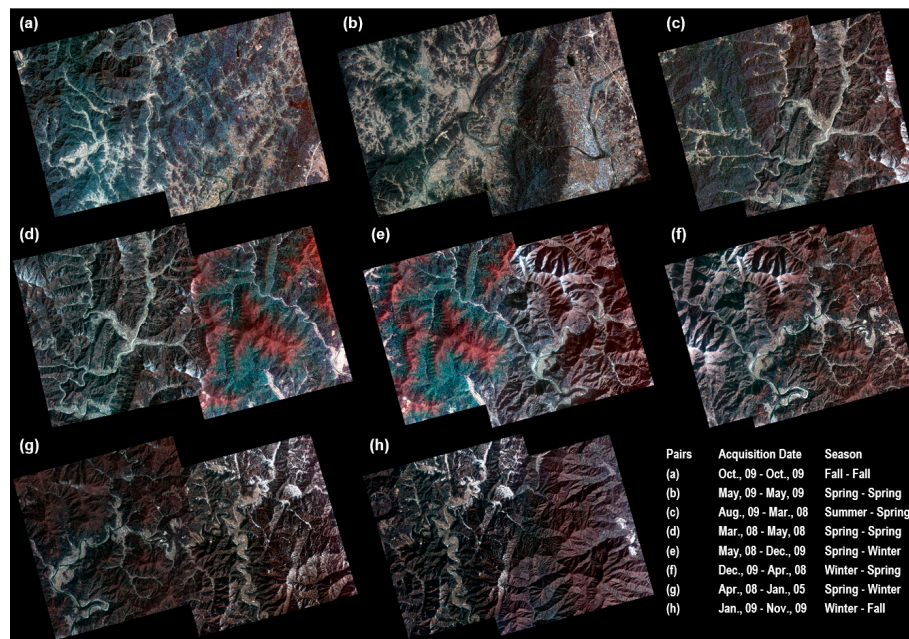 (a)
(b)
(c)
(d)
(e)
(f)
(g)
(h)
Pairs Acquisition Date Season
(a) Oct., 09 - Oct., 09 Fall - Fall
(b) May, 09 - May, 09 Spring - Spring
(c) Aug., 09 - Mar., 08 Summer - Spring
(d) Mar., 08 - May, 08 Spring - Spring
(e) May, 08 - Dec., 09 Spring - Winter
(f) Dec., 09 - Apr., 08 Winter - Spring
(g) Apr., 08 - Jan., 05 Spring - Winter
(h) Jan., 09 - Nov., 09 Winter - Fall